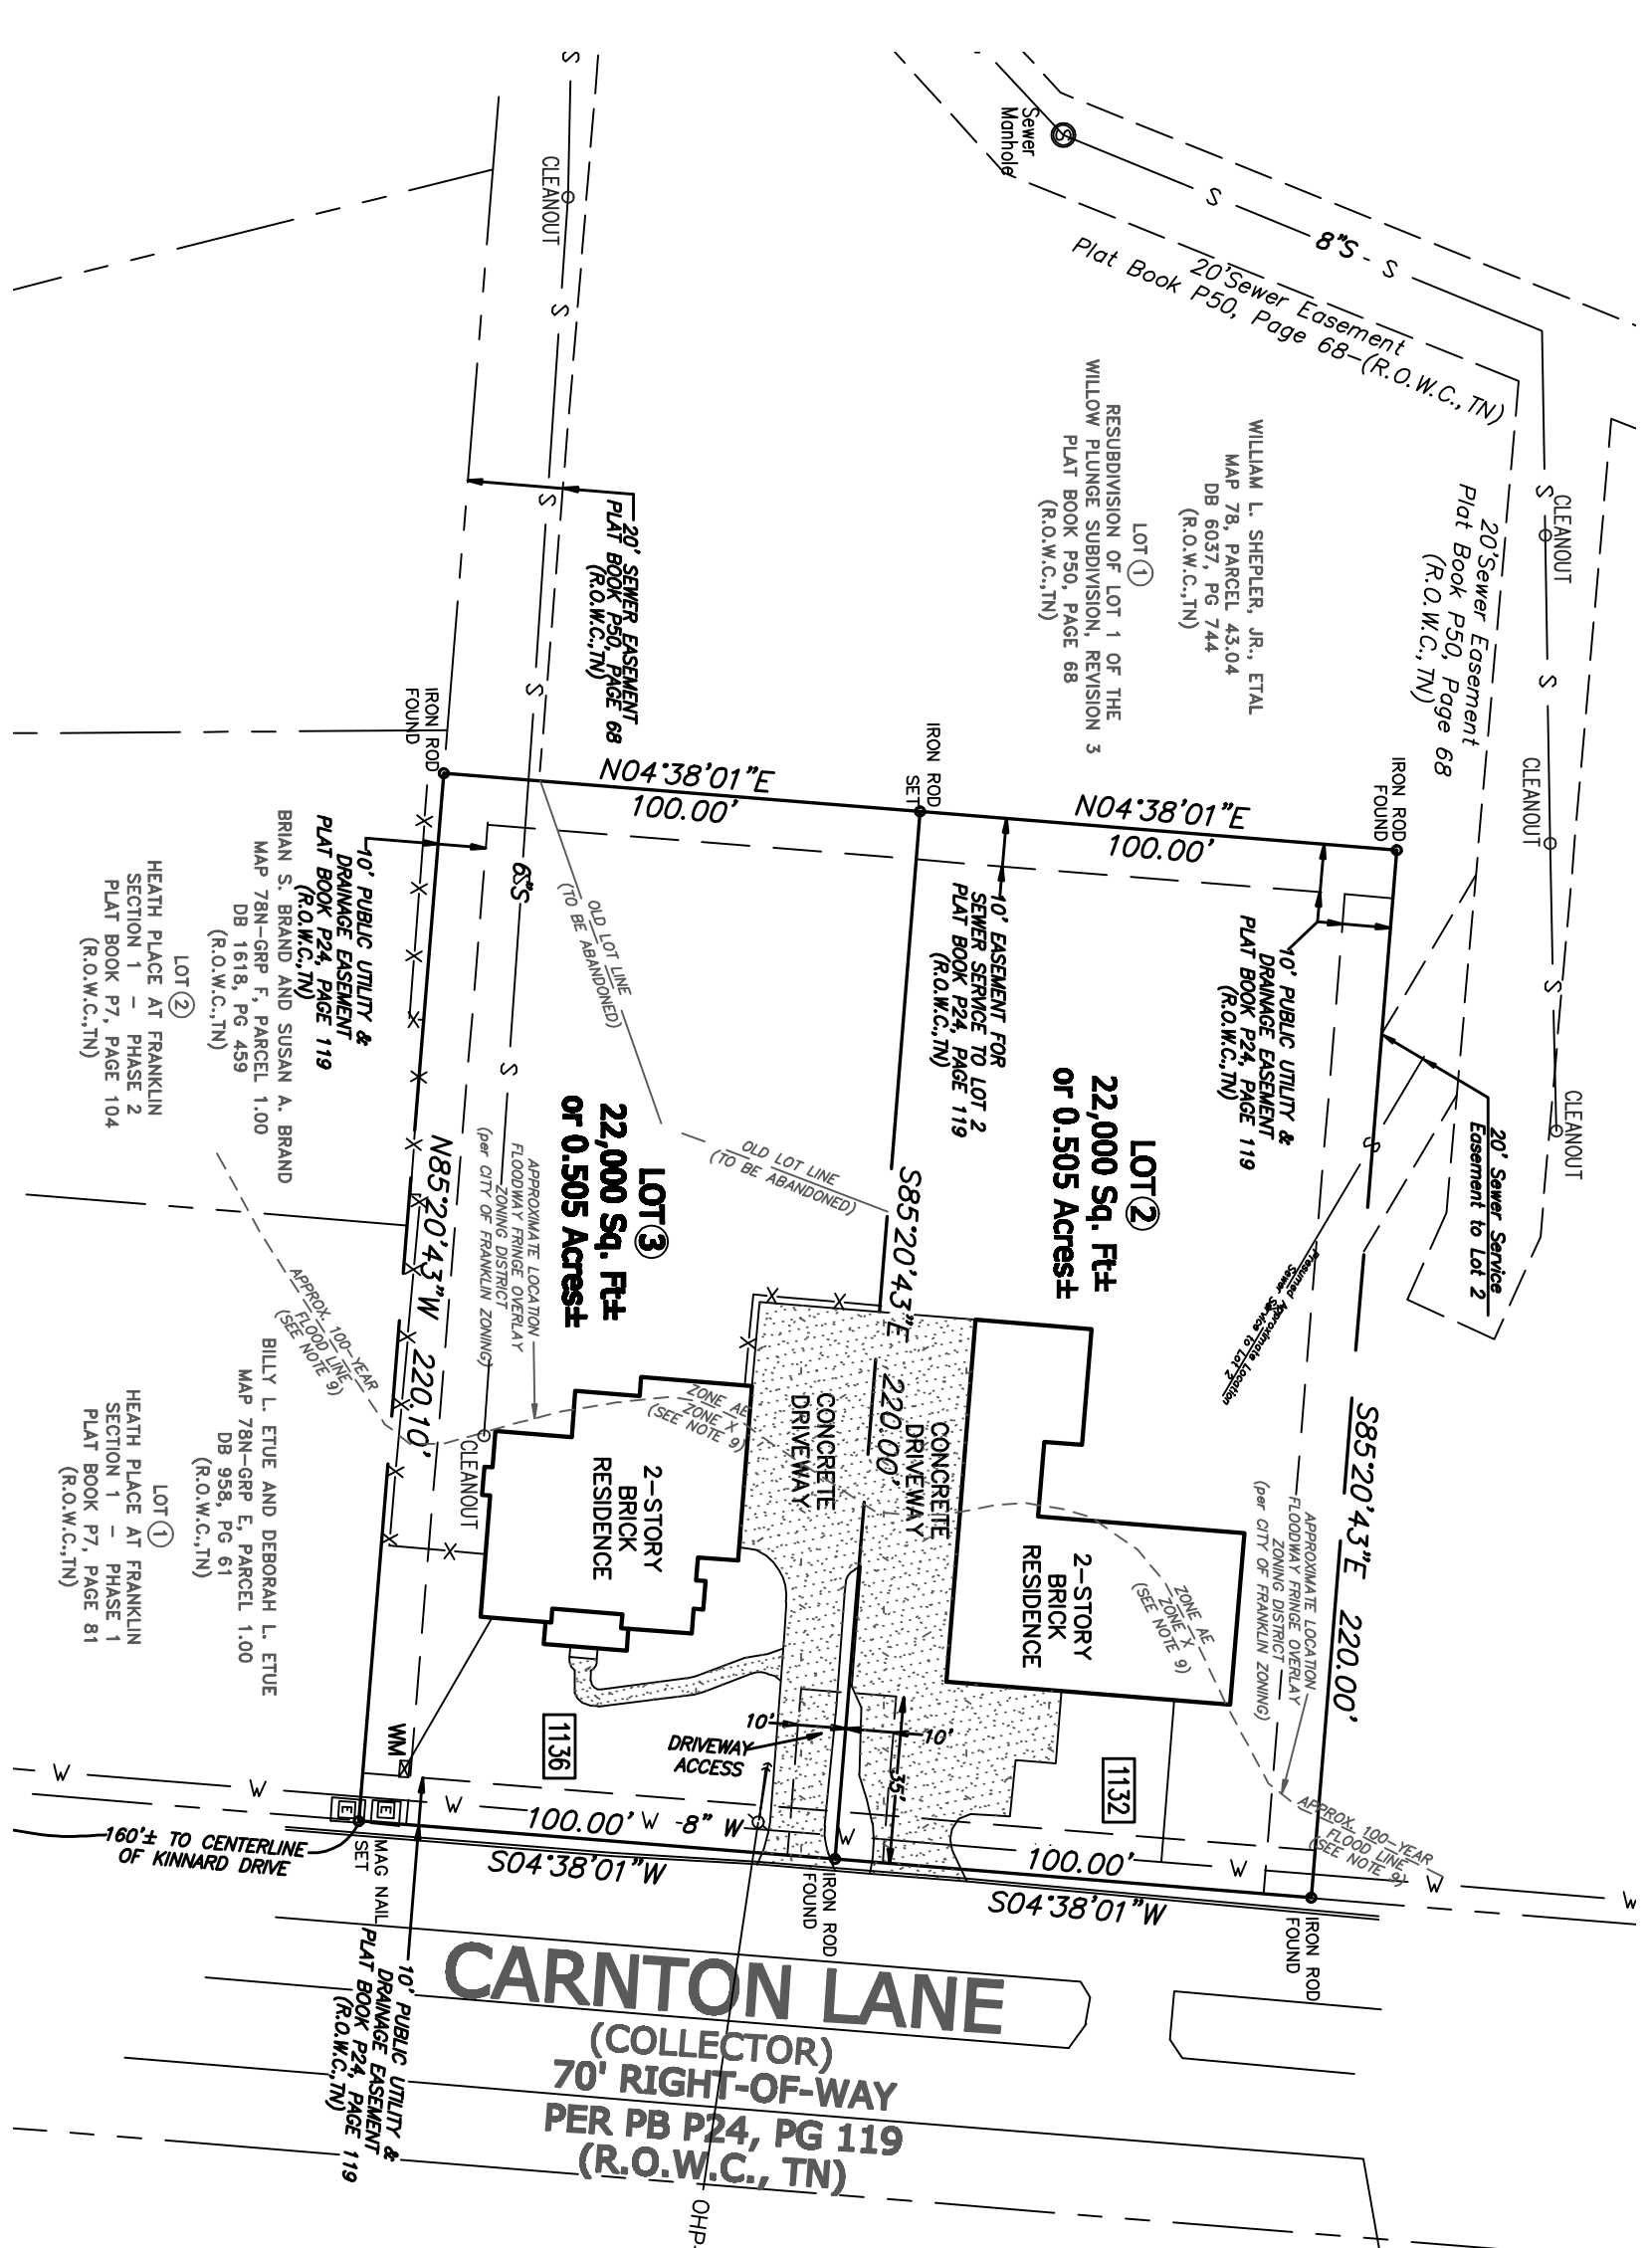 S
S
CLEANOUT
S
Sewer
Manhole
S
S
8"S - S
20'Sewer Easement
Plat Book P50, Page 68-(R.O.W.C., TN)
S
CLEANOUT
S
CLEANOUT
S
CLEANOUT
20'Sewer Easement
Plat Book P50, Page 68
(R.O.W.C., TN)
WILLIAM L. SHEPLER, JR., ETAL
MAP 78, PARCEL 43.04
DB 6037, PG 744
(R.O.W.C.,TN)
LOT 1
RESUBDIVISION OF LOT 1 OF THE
WILLOW PLUNGE SUBDIVISION, REVISION 3
PLAT BOOK P50, PAGE 68
(R.O.W.C.,TN)
S
20' SEWER EASEMENT
PLAT BOOK P50, PAGE 68
(R.O.W.C.,TN)
S
IRON ROD
FOUND
N04°38'01"E
100.00'
IRON ROD
SET
N04°38'01"E
100.00'
IRON ROD
FOUND
10' PUBLIC UTILITY &
DRAINAGE EASEMENT
PLAT BOOK P24, PAGE 119
(R.O.W.C.,TN)
6"S
OLD LOT LINE
(TO BE ABANDONED)
10' EASEMENT FOR
SEWER SERVICE TO LOT 2
PLAT BOOK P24, PAGE 119
(R.O.W.C.,TN)
10' PUBLIC UTILITY &
DRAINAGE EASEMENT
PLAT BOOK P24, PAGE 119
(R.O.W.C.,TN)
BRIAN S. BRAND AND SUSAN A. BRAND
MAP 78N-GRP F, PARCEL 1.00
DB 1618, PG 459
(R.O.W.C.,TN)
LOT 2
HEATH PLACE AT FRANKLIN
SECTION 1 - PHASE 2
PLAT BOOK P7, PAGE 104
(R.O.W.C.,TN)
S
S
20' Sewer Service
Easement to Lot 2
Presumed Approximate Location
Sewer Service to Lot 2
LOT 2
22,000 Sq. Ft±
or 0.505 Acres±
LOT 3
22,000 Sq. Ft±
or 0.505 Acres±
OLD LOT LINE
(TO BE ABANDONED)
APPROXIMATE LOCATION
FLOODWAY FRINGE OVERLAY
ZONING DISTRICT
(per CITY OF FRANKLIN ZONING)
N85°20'43"W 220.10'
S85°20'43"E 220.00'
S85°20'43"E 220.00'
APPROX. 100-YEAR
FLOOD LINE
(SEE NOTE 9)
BILLY L. ETUE AND DEBORAH L. ETUE
MAP 78N-GRP E, PARCEL 1.00
DB 958, PG 61
(R.O.W.C.,TN)
LOT 1
HEATH PLACE AT FRANKLIN
SECTION 1 - PHASE 1
PLAT BOOK P7, PAGE 81
(R.O.W.C.,TN)
CLEANOUT
ZONE AE
ZONE X
(SEE NOTE 9)
CONCRETE
DRIVEWAY
CONCRETE
DRIVEWAY
2-STORY
BRICK
RESIDENCE
2-STORY
BRICK
RESIDENCE
ZONE AE
ZONE X
(SEE NOTE 9)
APPROXIMATE LOCATION
FLOODWAY FRINGE OVERLAY
ZONING DISTRICT
(per CITY OF FRANKLIN ZONING)
1136
DRIVEWAY
ACCESS
10'
10'
35'
1132
APPROX. 100-YEAR
FLOOD LINE
(SEE NOTE 9)
WM
E
E
W
W
W
W
-8" W
W
W
W
W
160'± TO CENTERLINE
OF KINNARD DRIVE
MAG NAIL
SET
100.00'
S04°38'01"W
IRON ROD
FOUND
100.00'
S04°38'01"W
IRON ROD
FOUND
10' PUBLIC UTILITY &
DRAINAGE EASEMENT
PLAT BOOK P24, PAGE 119
(R.O.W.C.,TN)
CARNTON LANE
(COLLECTOR)
70' RIGHT-OF-WAY
PER PB P24, PG 119
(R.O.W.C., TN)
OHP-